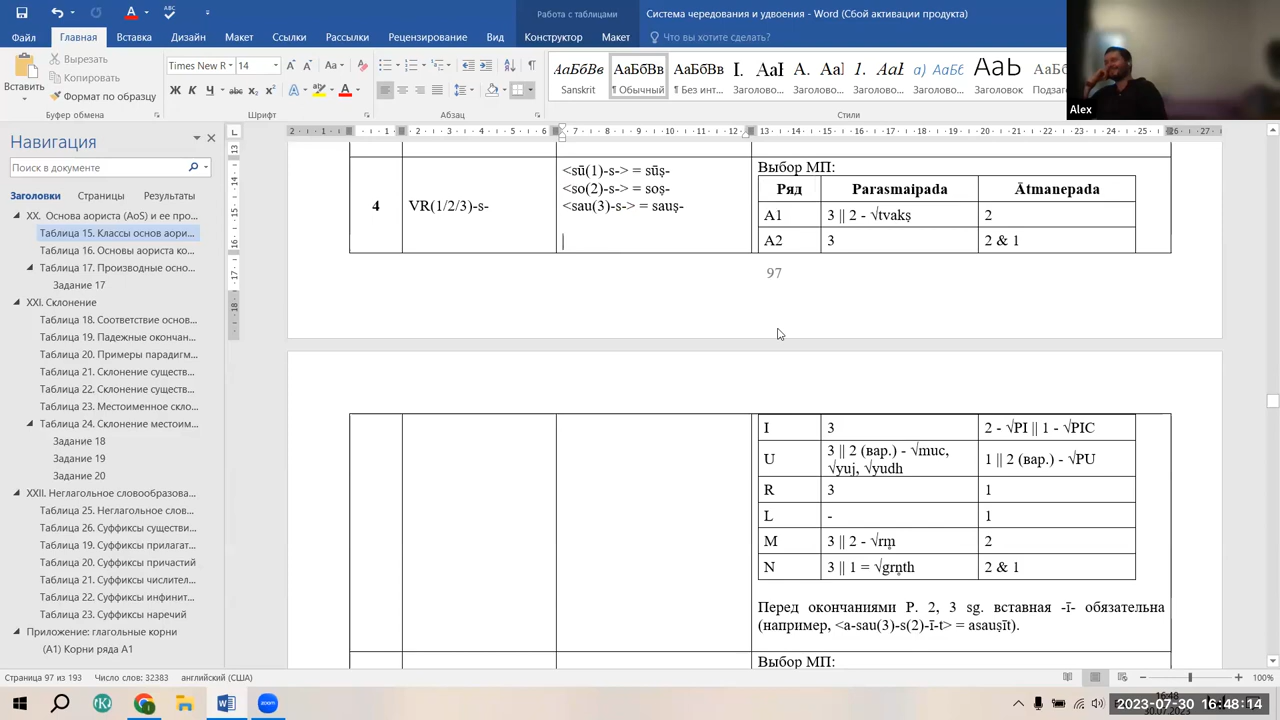 Работа с таблицами
Система чередования и удвоения - Word (Сбой активации продукта)
Файл
Главная
Вставка
Дизайн
Макет
Ссылки
Рассылки
Рецензирование
Вид
Конструктор
Макет
Что вы хотите сделать?
Вставить
Вырезать
Копировать
Формат по образцу
Буфер обмена
Times New R
14
Ж К Ч
Шрифт
Абзац
АаБбВв
Sanskrit
АаБбВв
¶ Обычный
АаБбВв
¶ Без инт...
Заголово...
Заголово...
Заголово...
Заголово...
Заголовок
Подзаг
Стили
Alex
Навигация
Поиск в документе
Заголовки
Страницы
Результаты
XX. Основа аориста (AoS) и ее про...
Таблица 15. Классы основ аори...
Таблица 16. Основы аориста ко...
Таблица 17. Производные осно...
Задание 17
XXI. Склонение
Таблица 18. Соответствие основ...
Таблица 19. Падежные окончан...
Таблица 20. Примеры парадигм...
Таблица 21. Склонение существ...
Таблица 22. Склонение существ...
Таблица 23. Местоименное скло...
Таблица 24. Склонение местоим...
Задание 18
Задание 19
Задание 20
XXII. Неглагольное словообразова...
Таблица 25. Неглагольное слов...
Таблица 26. Суффиксы существи...
Таблица 19. Суффиксы прилагат...
Таблица 20. Суффиксы причастий
Таблица 21. Суффиксы числител...
Таблица 22. Суффиксы инфинит...
Таблица 23. Суффиксы наречий
Приложение: глагольные корни
(A1) Корни ряда A1
4
VR(1/2/3)-s-
<sū(1)-s-> = sūṣ-
<so(2)-s-> = soṣ-
<sau(3)-s-> = sauṣ-
Выбор МП:
Ряд Parasmaipada Ātmanepada
A1 3 || 2 - √tvakṣ 2
A2 3 2 & 1
97
I 3 2 - √PI || 1 - √PIC
U 3 || 2 (вар.) - √muc, √yuj, √yudh 1 || 2 (вар.) - √PU
R 3 1
L - 1
M 3 || 2 - √rm̥ 2
N 3 || 1 = √grn̥th 2 & 1
Перед окончаниями P. 2, 3 sg. вставная -ī- обязательна
(например, <a-sau(3)-s(2)-ī-t> = asauṣīt).
Выбор МП:
Страница 97 из 193
Число слов: 32383
английский (США)
100%
zoom
2023-07-30 16:48:14